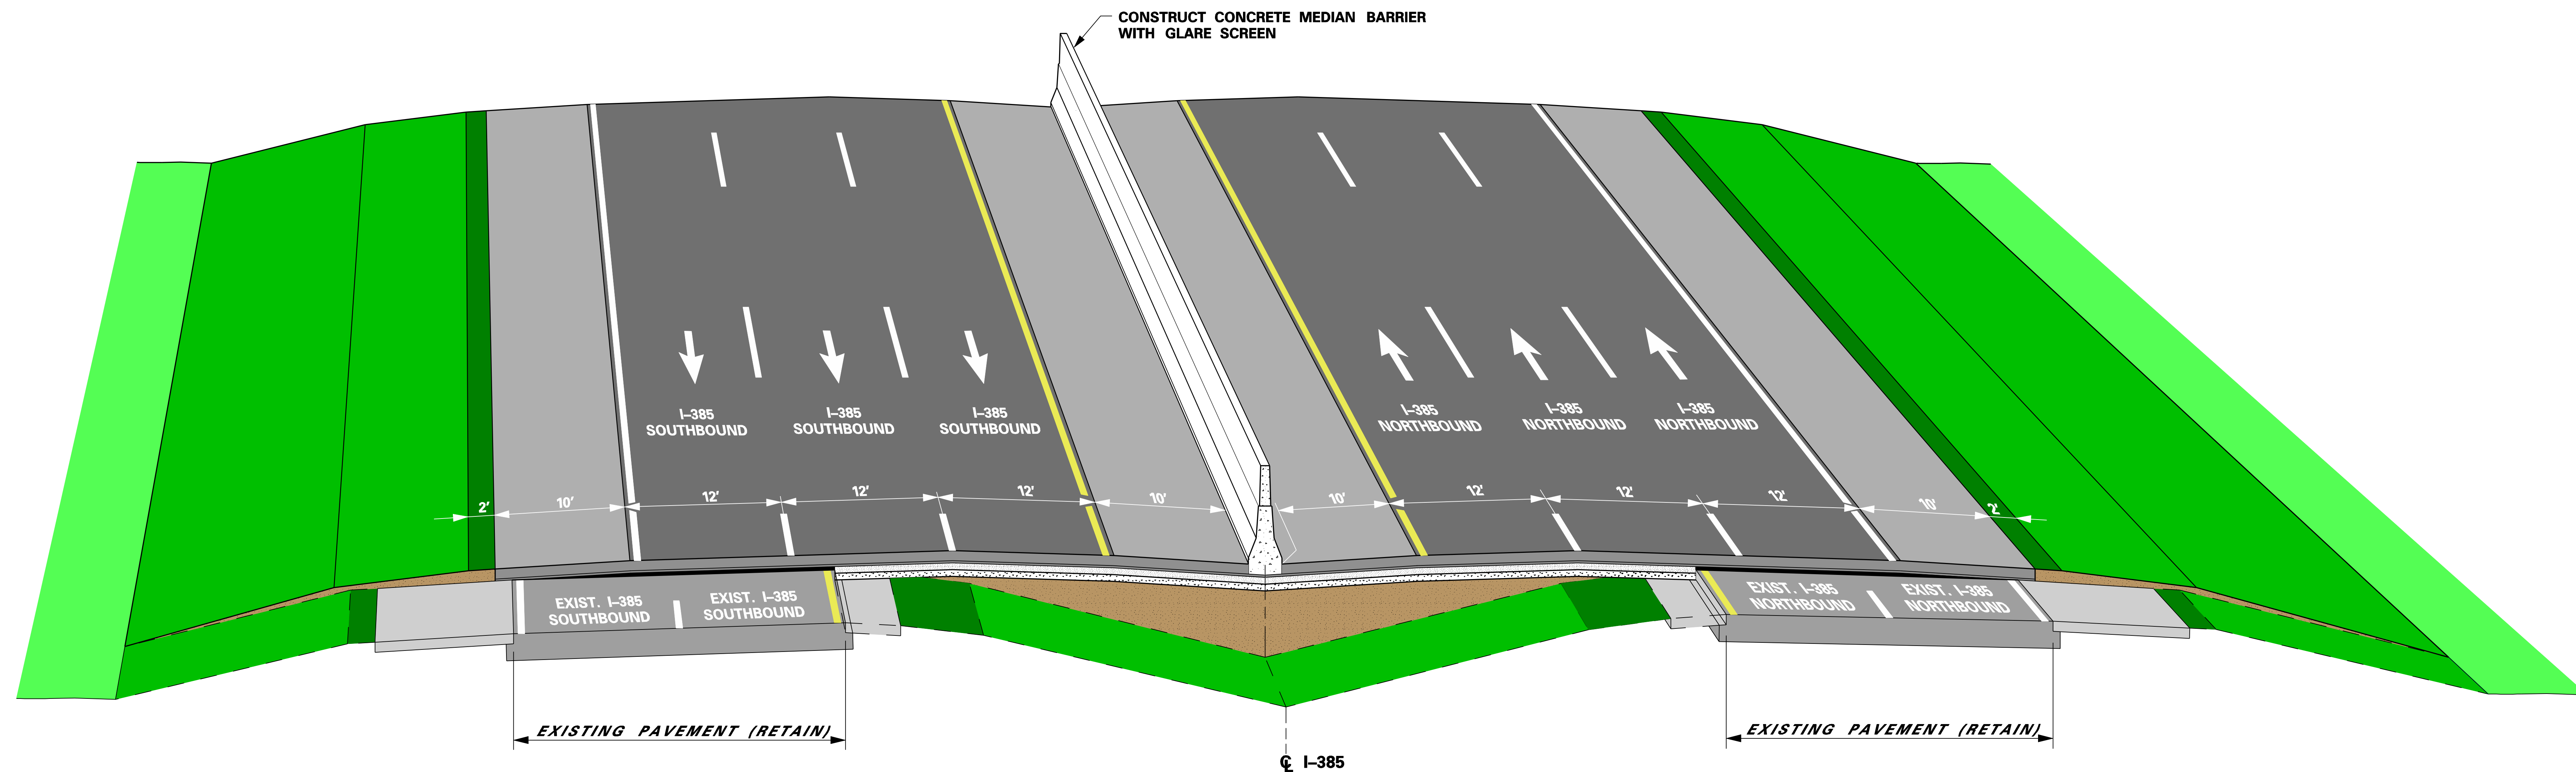 CONSTRUCT CONCRETE MEDIAN BARRIER
WITH GLARE SCREEN
I-385
SOUTHBOUND
I-385
SOUTHBOUND
I-385
SOUTHBOUND
I-385
NORTHBOUND
I-385
NORTHBOUND
I-385
NORTHBOUND
2' 10' 12' 12' 12' 10' 10' 12' 12' 12' 10' 2'
EXIST. I-385
SOUTHBOUND
EXIST. I-385
SOUTHBOUND
EXIST. I-385
NORTHBOUND
EXIST. I-385
NORTHBOUND
EXISTING PAVEMENT (RETAIN)
EXISTING PAVEMENT (RETAIN)
℄ I-385